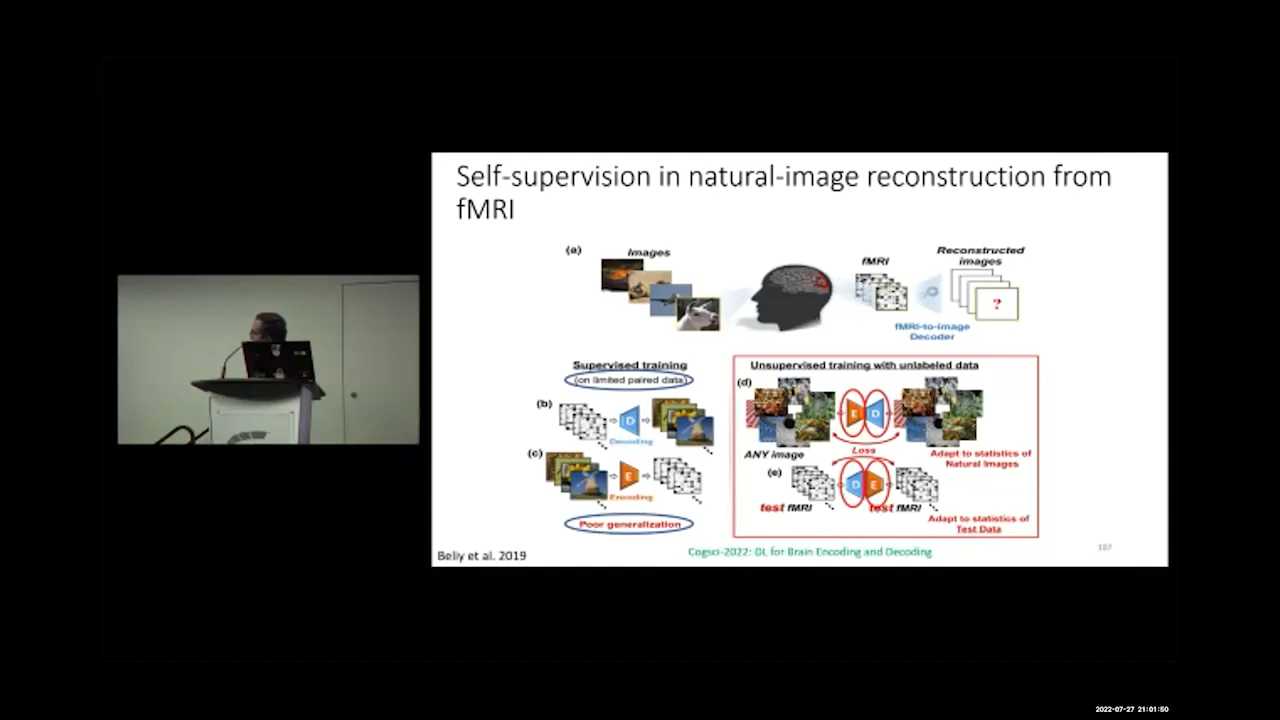 Self-supervision in natural-image reconstruction from
fMRI
(a)
Images
fMRI
Reconstructed
images
?
fMRI-to-image
Decoder
Supervised training
(on limited paired data)
(b)
D
Decoding
(c)
E
Encoding
Poor generalization
Unsupervised training with unlabeled data
(d)
E D
Loss
ANY image
Adapt to statistics of
Natural Images
(e)
D E
test fMRI
test fMRI
Adapt to statistics of
Test Data
Beliy et al. 2019
Cogsci-2022: DL for Brain Encoding and Decoding
107
2022-07-27 21:01:50